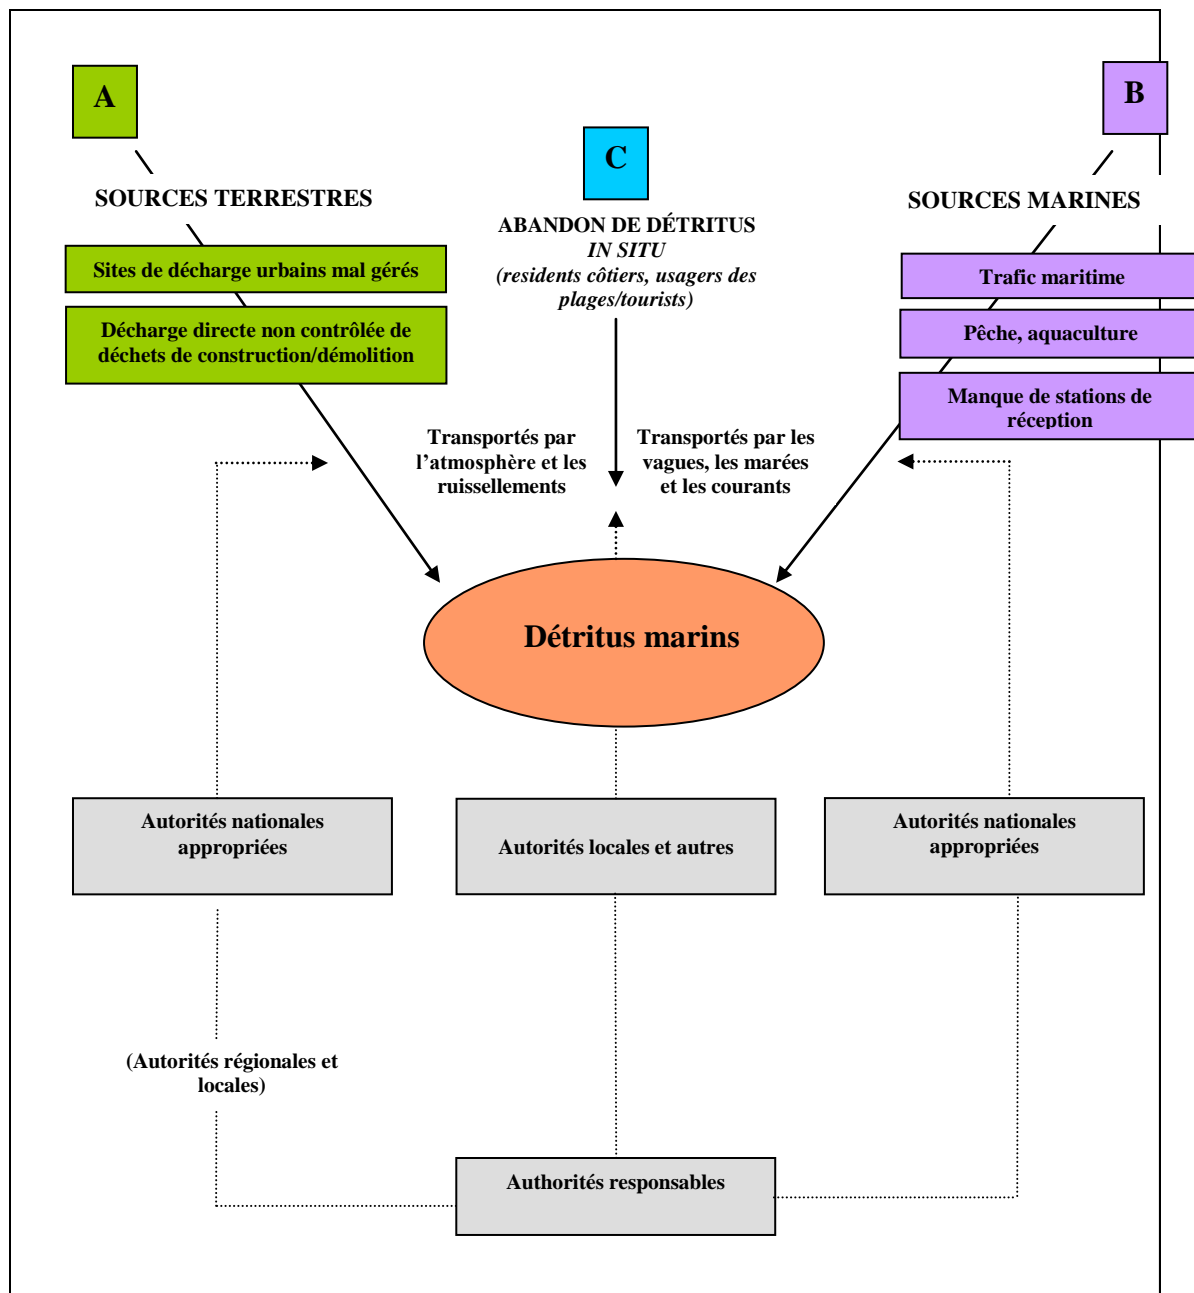 A
B
C
SOURCES TERRESTRES
SOURCES MARINES
ABANDON DE DÉTRITUS
IN SITU
(residents côtiers, usagers des
plages/tourists)
Sites de décharge urbains mal gérés
Décharge directe non contrôlée de
déchets de construction/démolition
Trafic maritime
Pêche, aquaculture
Manque de stations de
réception
Transportés par
l'atmosphère et les
ruissellements
Transportés par les
vagues, les marées
et les courants
Détritus marins
Autorités nationales
appropriées
Autorités locales et autres
Autorités nationales
appropriées
(Autorités régionales et
locales)
Authorités responsables